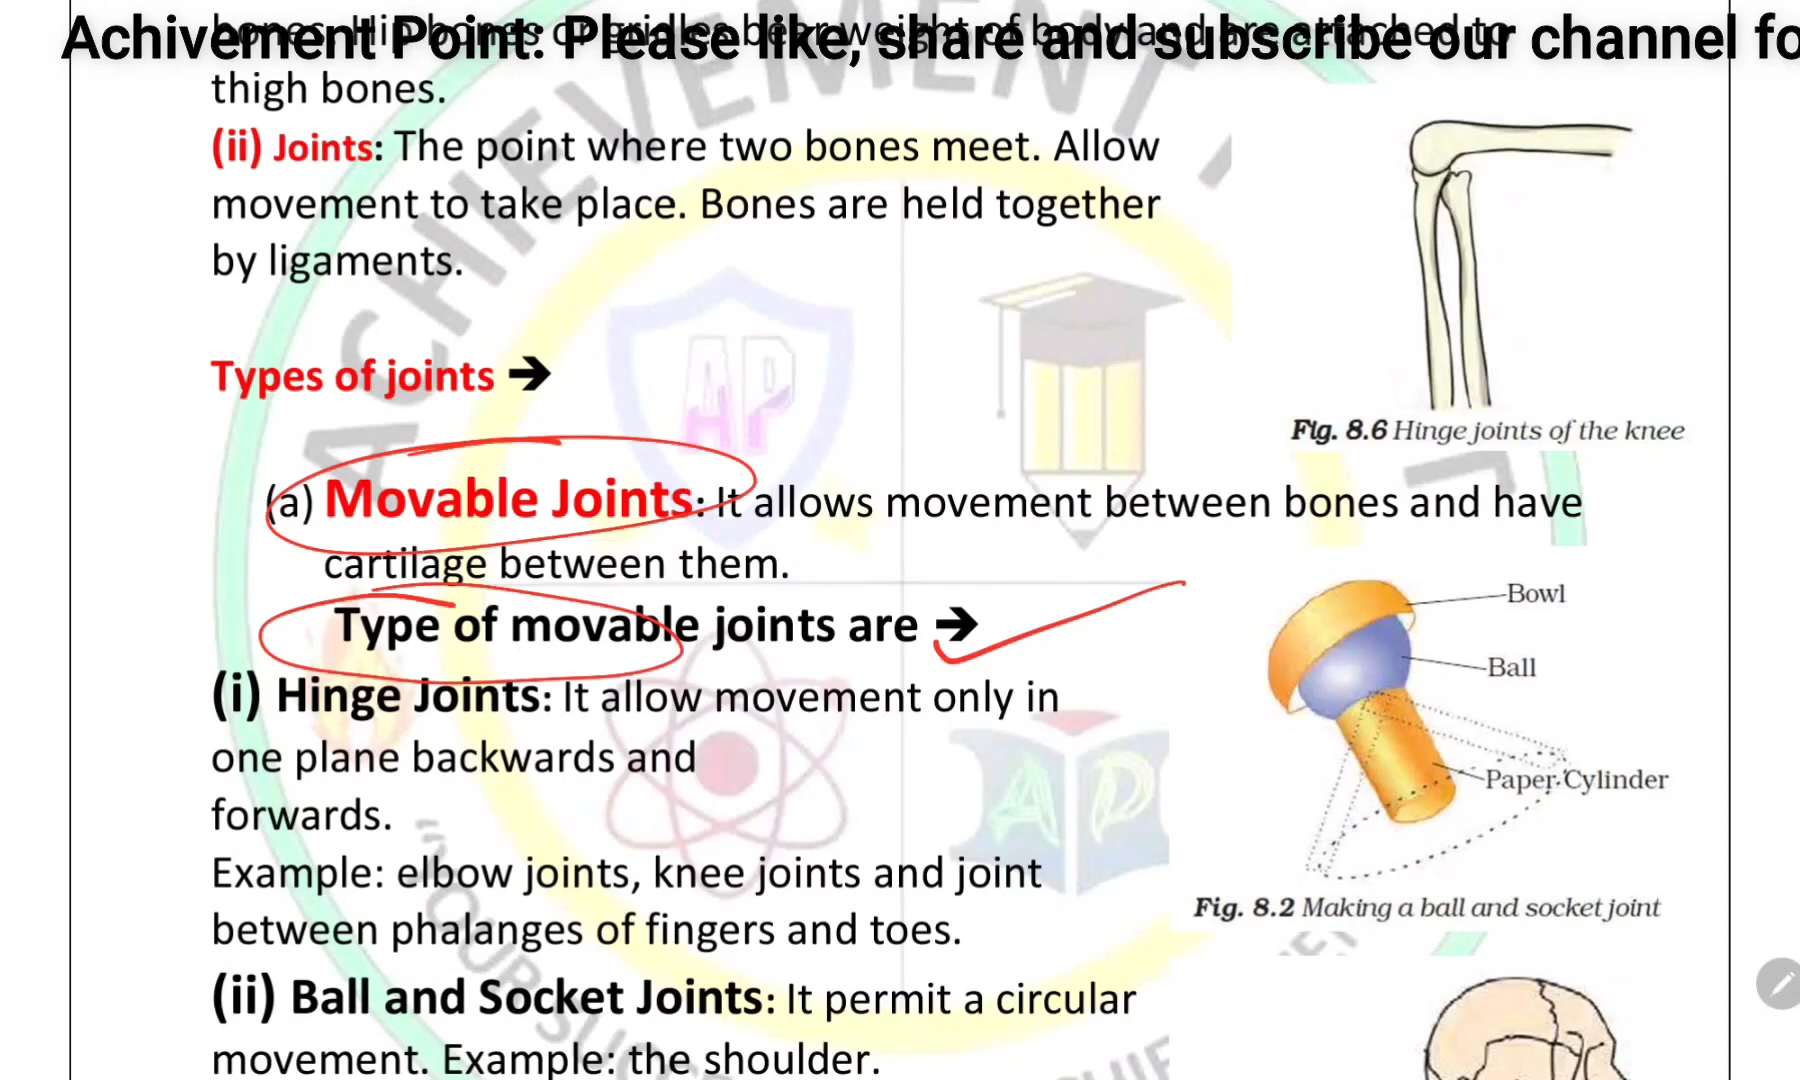 Achivement Point: Please like, share and subscribe our channel fo
thigh bones.
(ii) Joints: The point where two bones meet. Allow
movement to take place. Bones are held together
by ligaments.
Types of joints ➔
Fig. 8.6 Hinge joints of the knee
(a) Movable Joints: It allows movement between bones and have
cartilage between them.
Type of movable joints are ➔
(i) Hinge Joints: It allow movement only in
one plane backwards and
forwards.
Example: elbow joints, knee joints and joint
between phalanges of fingers and toes.
Bowl
Ball
Paper Cylinder
Fig. 8.2 Making a ball and socket joint
(ii) Ball and Socket Joints: It permit a circular
movement. Example: the shoulder.
ACHIEVEMENT
AP
AP
"YOUR